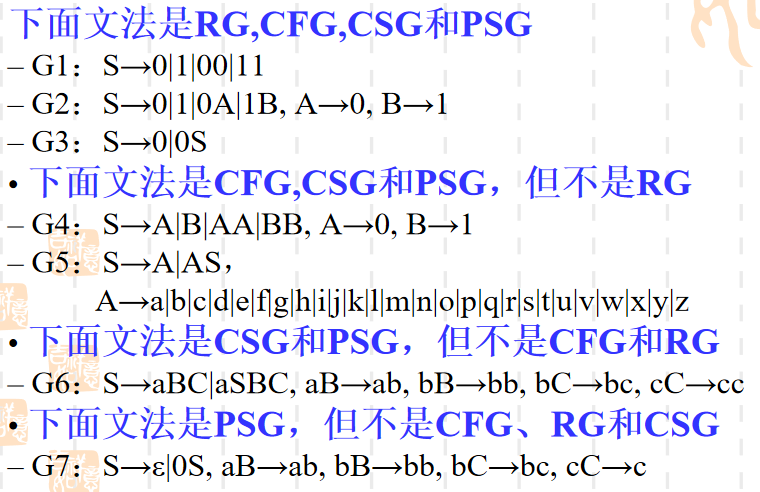 下面文法是RG,CFG,CSG和PSG
– G1：S→0|1|00|11
– G2：S→0|1|0A|1B, A→0, B→1
– G3：S→0|0S
• 下面文法是CFG,CSG和PSG，但不是RG
– G4：S→A|B|AA|BB, A→0, B→1
– G5：S→A|AS，
A→a|b|c|d|e|f|g|h|i|j|k|l|m|n|o|p|q|r|s|t|u|v|w|x|y|z
• 下面文法是CSG和PSG，但不是CFG和RG
– G6：S→aBC|aSBC, aB→ab, bB→bb, bC→bc, cC→cc
• 下面文法是PSG，但不是CFG、RG和CSG
– G7：S→ε|0S, aB→ab, bB→bb, bC→bc, cC→c